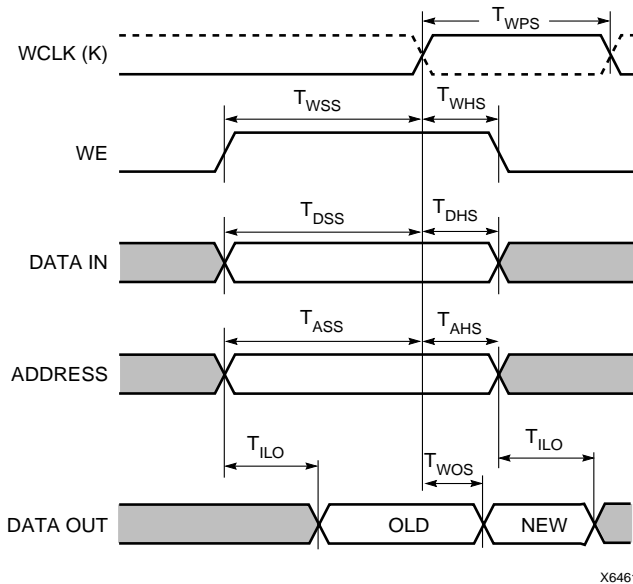 T_WPS
WCLK (K)
T_WSS T_WHS
WE
T_DSS T_DHS
DATA IN
T_ASS T_AHS
ADDRESS
T_ILO T_WOS T_ILO
DATA OUT OLD NEW
X6461